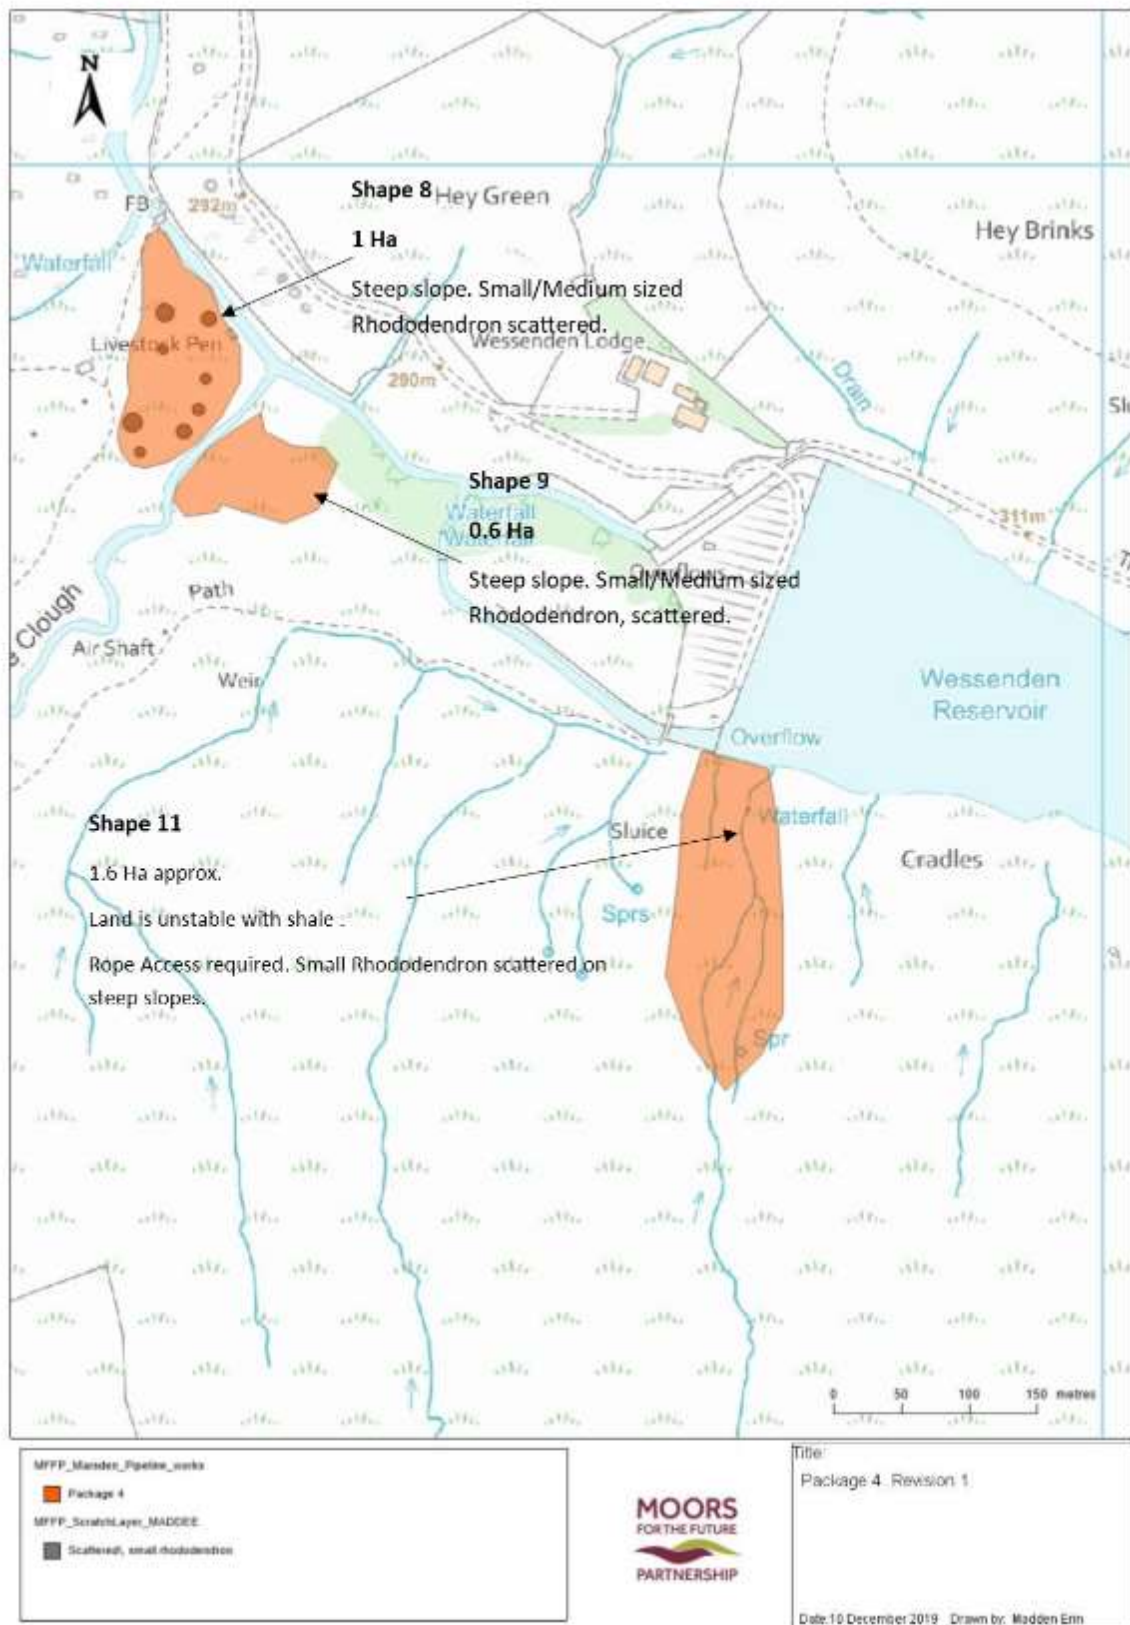 N
FB
292m
Shape 8
Hey Green
1 Ha
Hey Brinks
Waterfall
Steep slope. Small/Medium sized
Rhododendron scattered.
Livestock Pen
Wessenden Lodge
290m
Drain
Shape 9
Waterfall
0.6 Ha
Waterfall
311m
Overflows
Steep slope. Small/Medium sized
Rhododendron, scattered.
Path
Clough
Air Shaft
Weir
Wessenden
Reservoir
Overflow
Shape 11
Sluice
Waterfall
1.6 Ha approx.
Cradles
Land is unstable with shale .
Sprs
Rope Access required. Small Rhododendron scattered on
steep slopes.
Spr
0 50 100 150 metres
MFFP_Marsden_Pipeline_works
Package 4
MFFP_ScratchLayer_MADDEE
Scattered\, small rhododendron
MOORS
FOR THE FUTURE
PARTNERSHIP
Title:
Package 4 Revision 1
Date:10 December 2019 Drawn by: Madden Erin